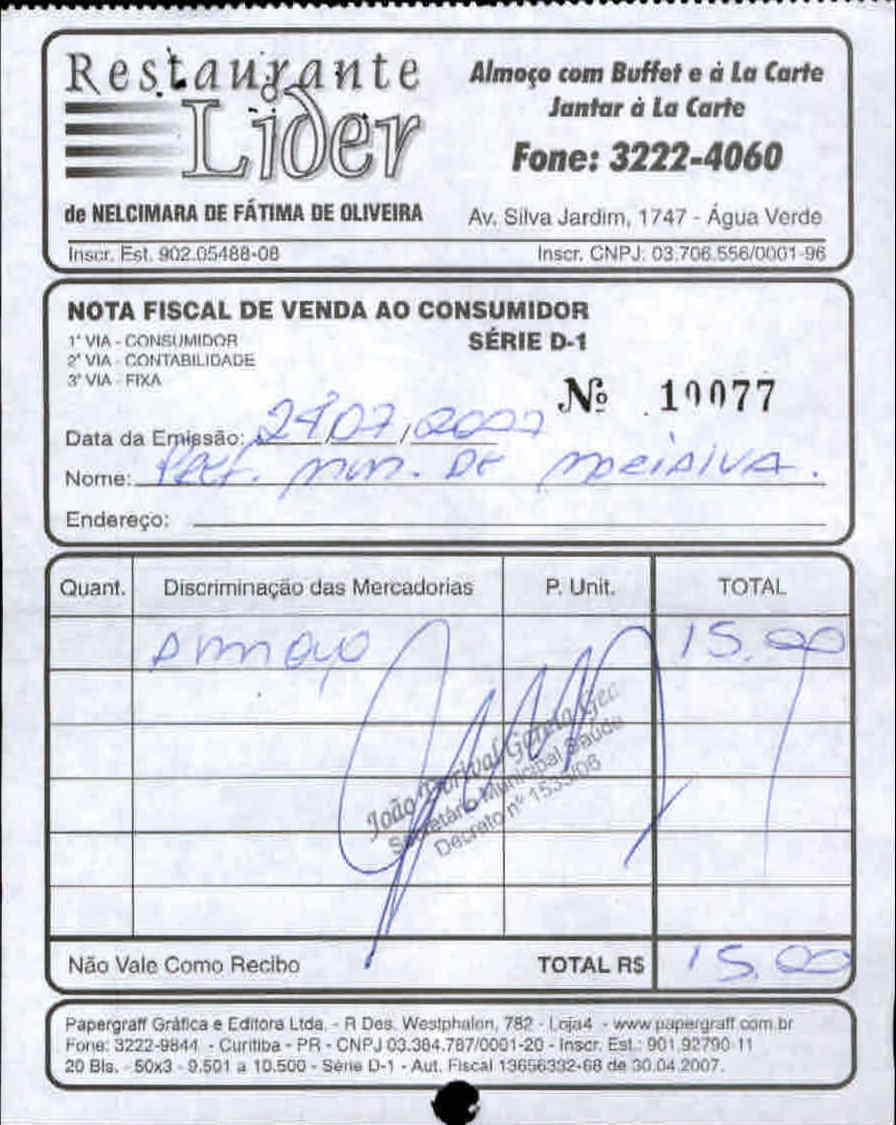 Restaurante
Lider
de NELCIMARA DE FÁTIMA DE OLIVEIRA
Inscr. Est. 902.05488-08
Almoço com Buffet e à La Carte
Jantar à La Carte
Fone: 3222-4060
Av. Silva Jardim, 1747 - Água Verde
Inscr. CNPJ: 03.706.556/0001-96
NOTA FISCAL DE VENDA AO CONSUMIDOR
1ª VIA - CONSUMIDOR
SÉRIE D-1
2ª VIA - CONTABILIDADE
3ª VIA - FIXA
Nº 10077
Data da Emissão: 29/07/2007
Nome: Pref. mun. DE
Endereço:
Quant. Discriminação das Mercadorias P. Unit. TOTAL
Almoço 15.00
João Dorival
Secretário Municipal Saúde
Decreto nº 1535/06
Não Vale Como Recibo TOTAL R$ 15.00
Papergraff Gráfica e Editora Ltda. - R Des. Westphalen, 782 - Loja4 - www.papergraff.com.br
Fone: 3222-9844 - Curitiba - PR - CNPJ 03.384.787/0001-20 - Inscr. Est.: 901.92790-11
20 Bls. - 50x3 - 9.501 a 10.500 - Série D-1 - Aut. Fiscal 13656332-68 de 30.04.2007.